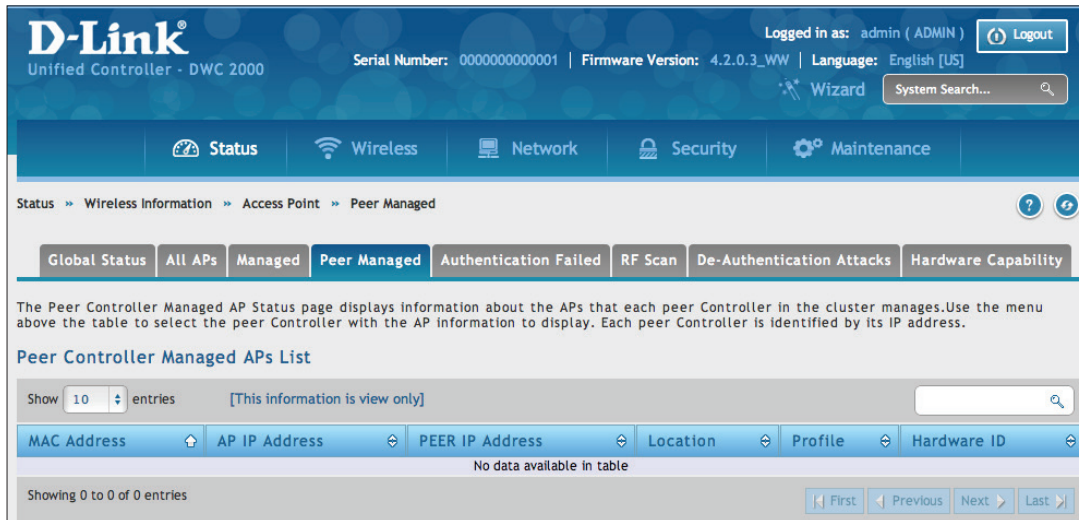 D-Link®
Unified Controller - DWC 2000
Logged in as: admin ( ADMIN )
Logout
Serial Number: 0000000000001 | Firmware Version: 4.2.0.3_WW | Language: English [US]
Wizard
System Search...
Status
Wireless
Network
Security
Maintenance
Status » Wireless Information » Access Point » Peer Managed
?
Global Status
All APs
Managed
Peer Managed
Authentication Failed
RF Scan
De-Authentication Attacks
Hardware Capability
The Peer Controller Managed AP Status page displays information about the APs that each peer Controller in the cluster manages.Use the menu
above the table to select the peer Controller with the AP information to display. Each peer Controller is identified by its IP address.
Peer Controller Managed APs List
Show 10 entries
[This information is view only]
MAC Address
AP IP Address
PEER IP Address
Location
Profile
Hardware ID
No data available in table
Showing 0 to 0 of 0 entries
First
Previous
Next
Last